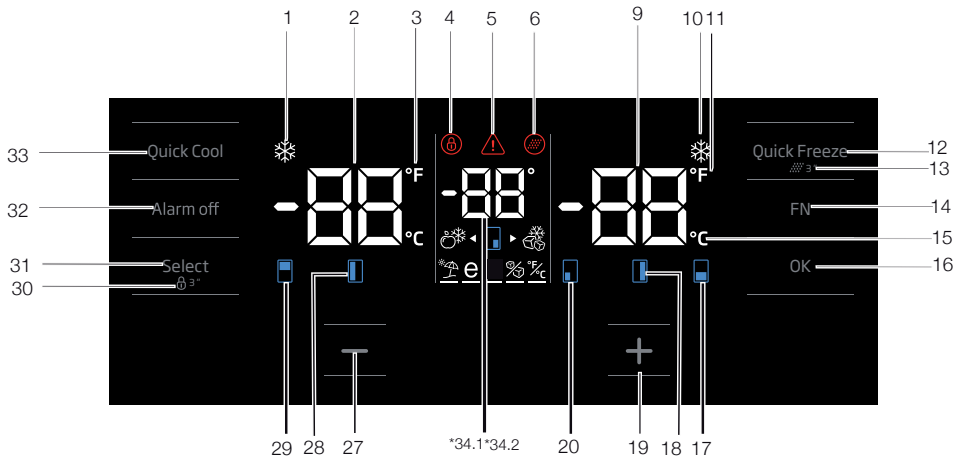 1 2 3 4 5 6 9 10 11
33 Quick Cool -88 °F -88 ° -88 °F Quick Freeze 12
3" 13
32 Alarm off FN 14
°C °C 15
31 Select e °F/°C OK 16
30 3"
29 28 27 *34.1*34.2 20 19 18 17